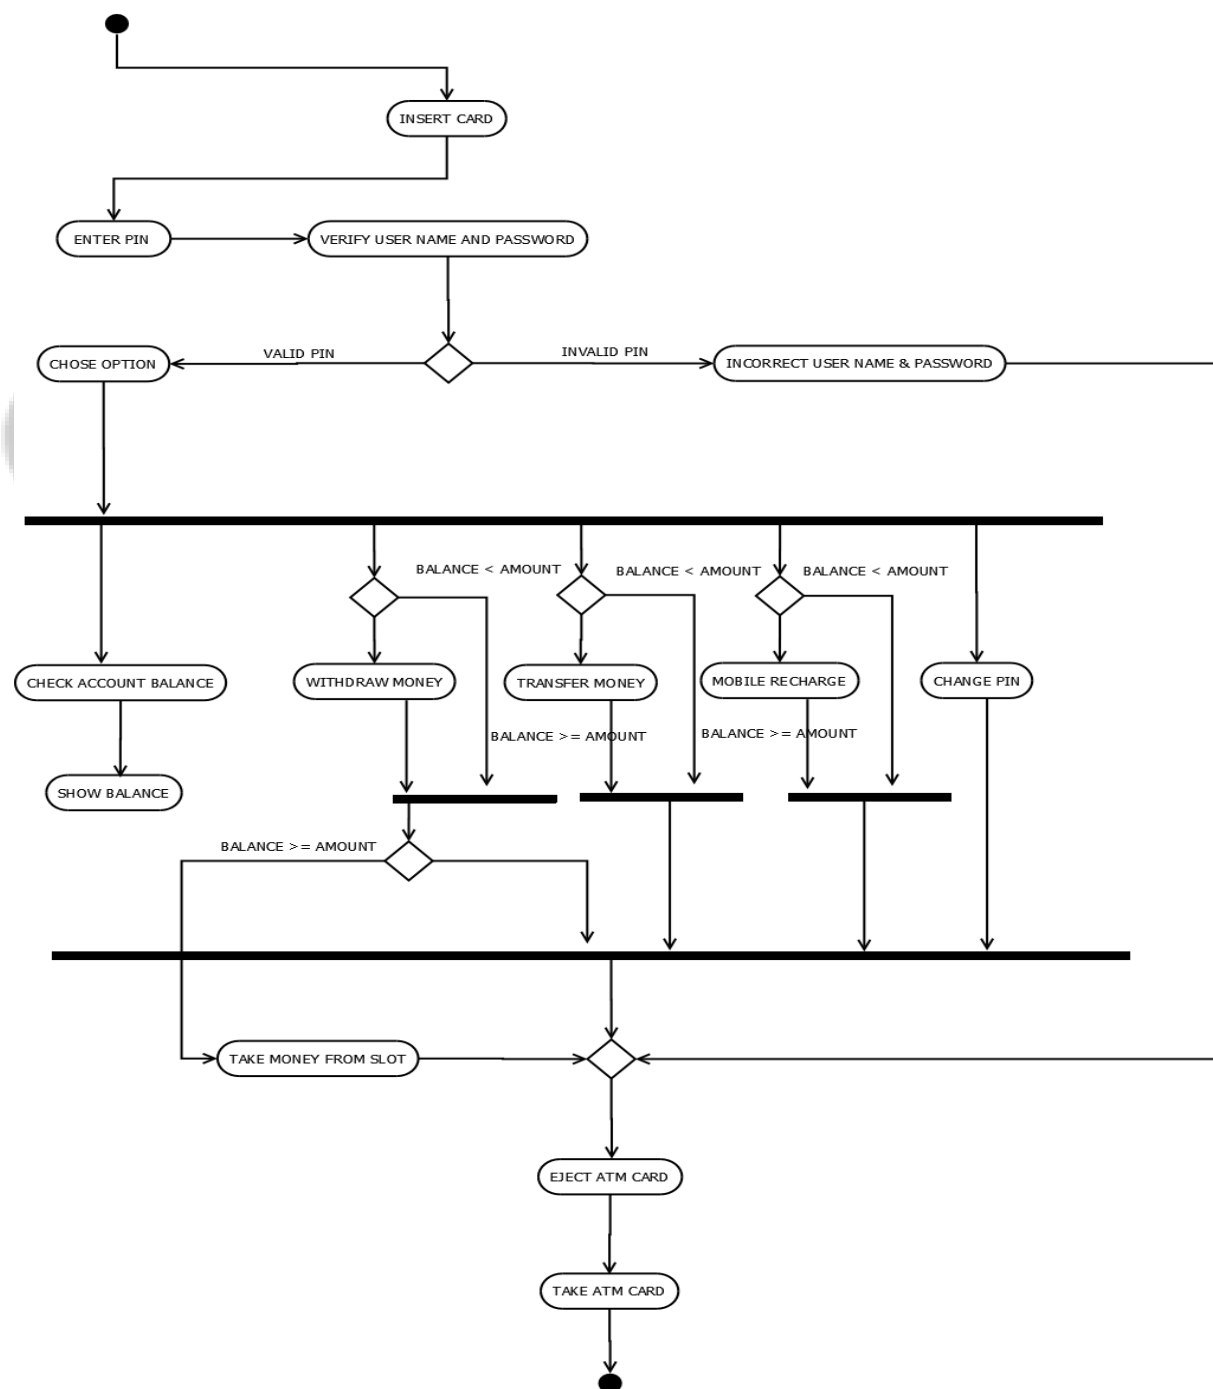 INSERT CARD
ENTER PIN
VERIFY USER NAME AND PASSWORD
VALID PIN
INVALID PIN
CHOSE OPTION
INCORRECT USER NAME & PASSWORD
BALANCE < AMOUNT
BALANCE < AMOUNT
BALANCE < AMOUNT
CHECK ACCOUNT BALANCE
WITHDRAW MONEY
TRANSFER MONEY
MOBILE RECHARGE
CHANGE PIN
BALANCE >= AMOUNT
BALANCE >= AMOUNT
SHOW BALANCE
BALANCE >= AMOUNT
TAKE MONEY FROM SLOT
EJECT ATM CARD
TAKE ATM CARD